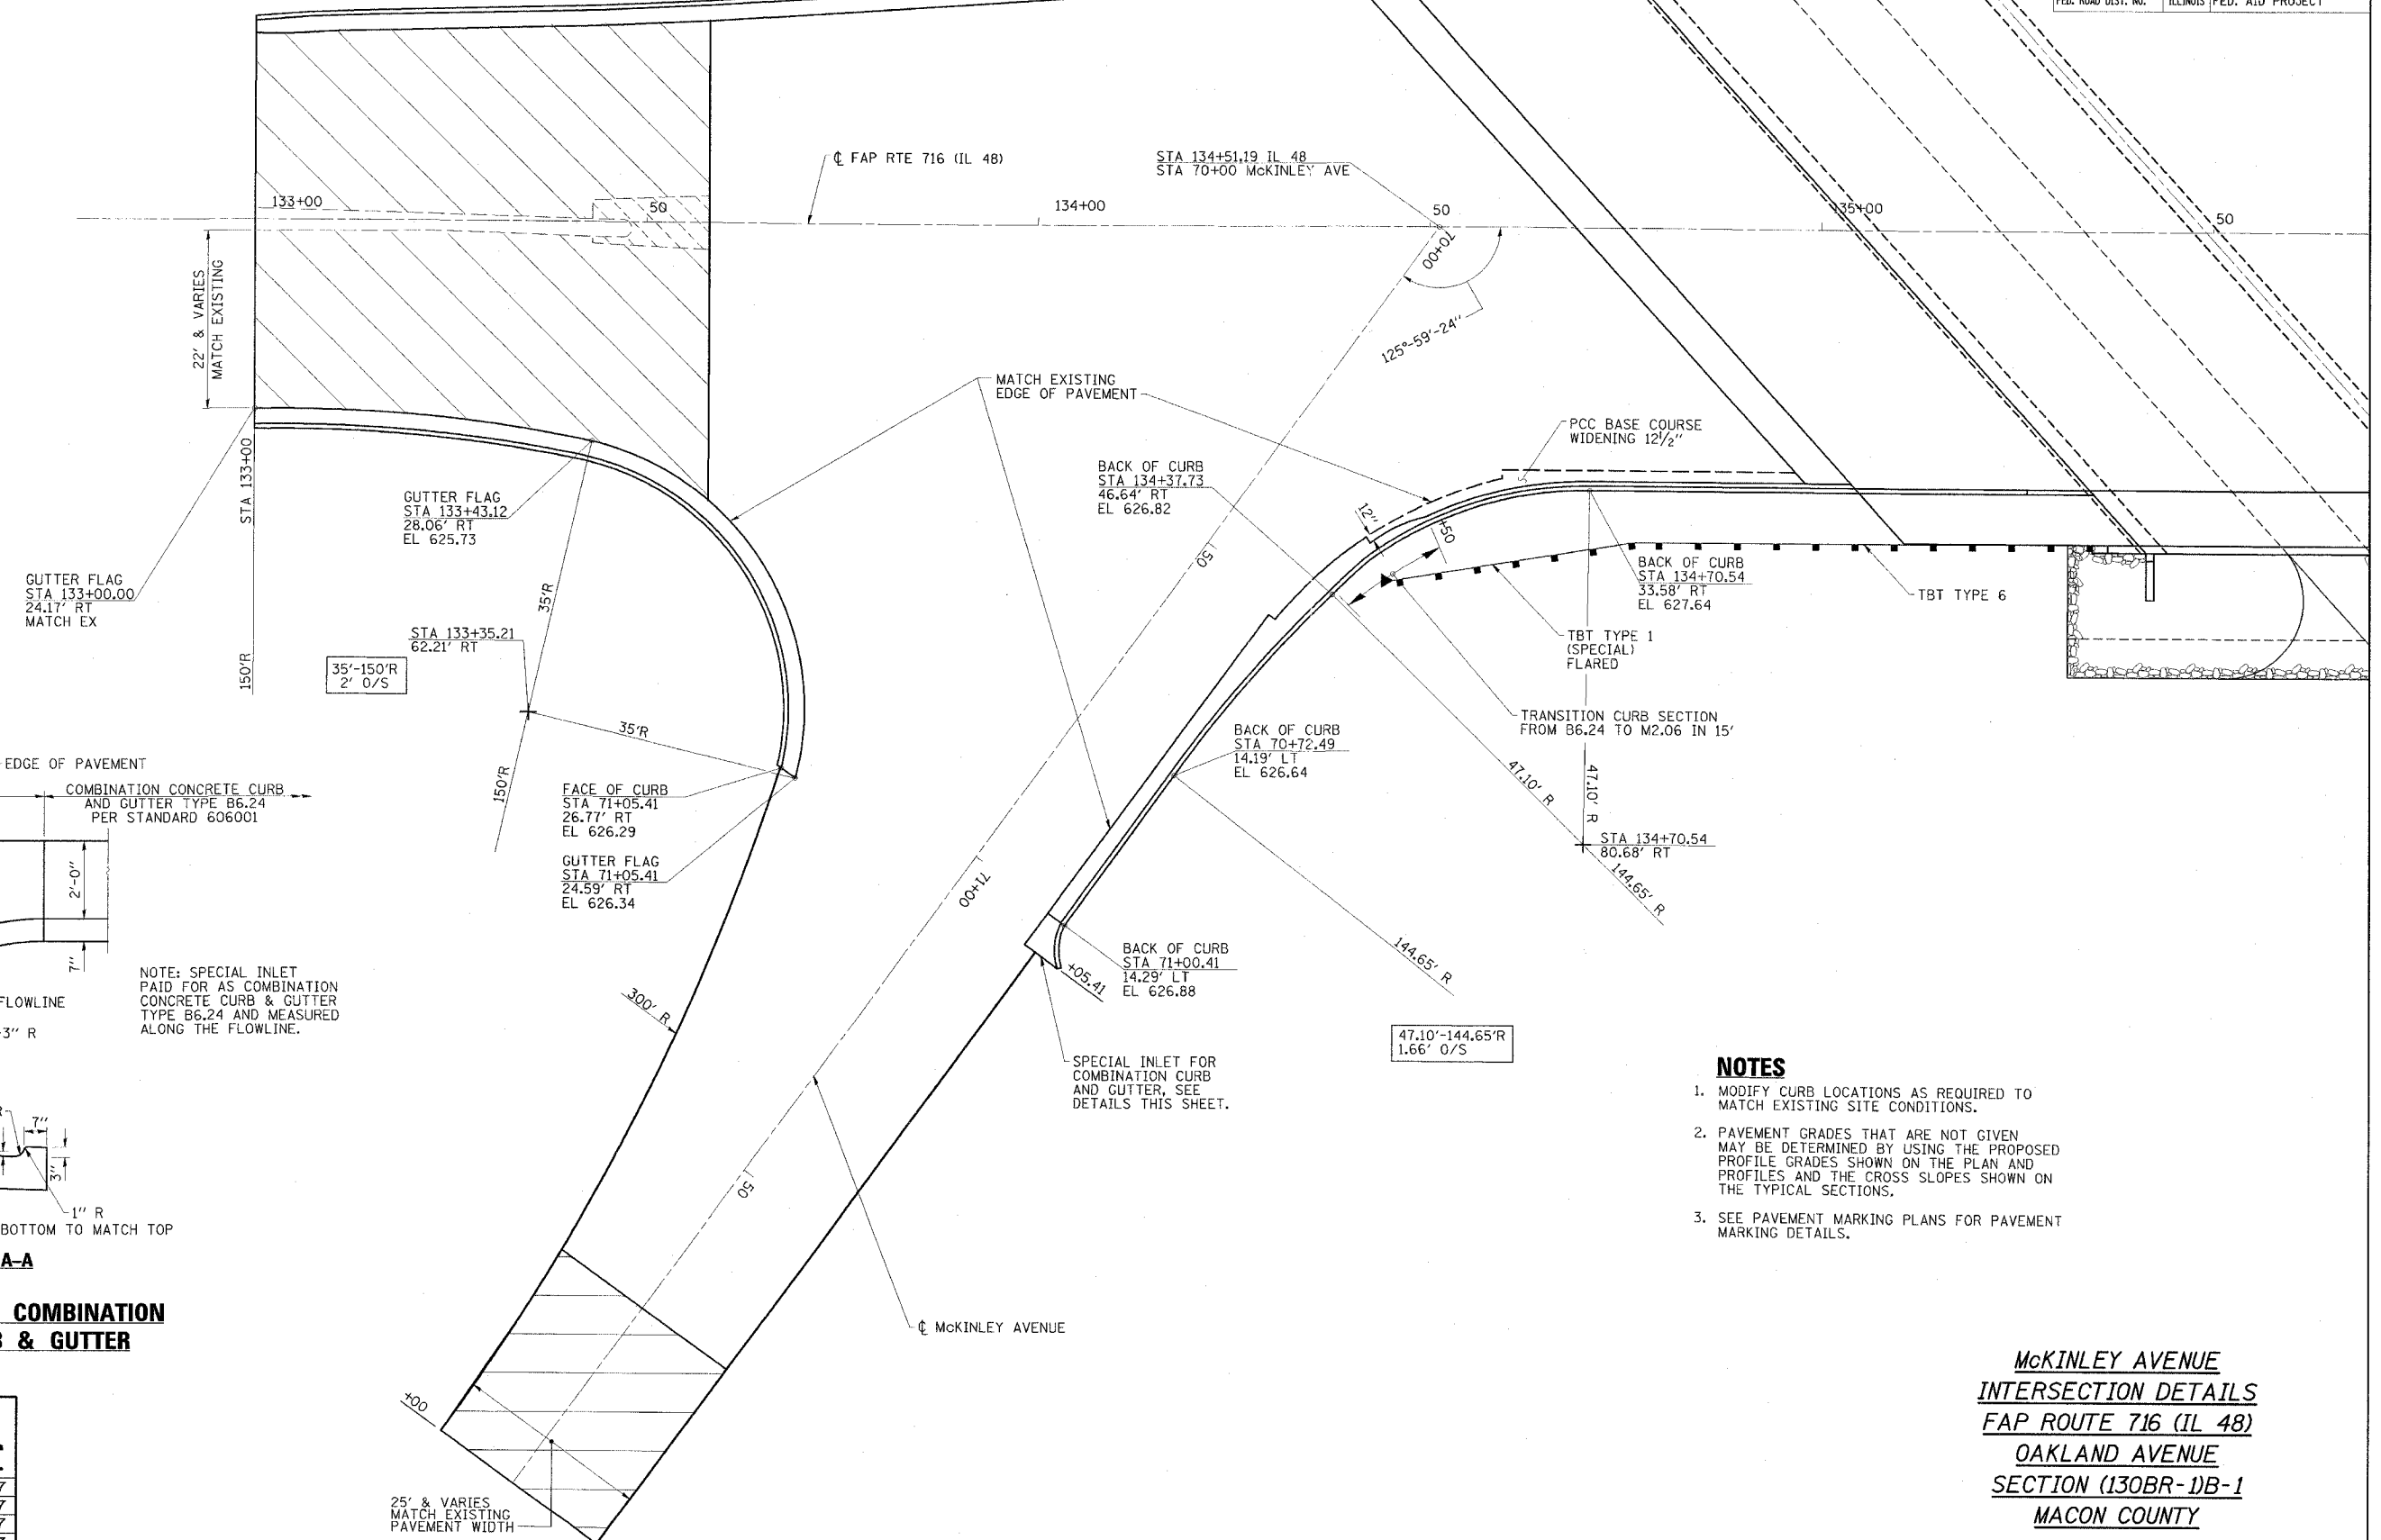 FED. ROAD DIST. NO.
ILLINOIS
FED. AID PROJECT
℄ FAP RTE 716 (IL 48)
STA 134+51.19 IL 48
STA 70+00 McKINLEY AVE
133+00
50
134+00
50
135+00
50
70+00
125°-59'-24"
22' & VARIES
MATCH EXISTING
MATCH EXISTING
EDGE OF PAVEMENT
PCC BASE COURSE
WIDENING 12½"
BACK OF CURB
STA 134+37.73
46.64' RT
EL 626.82
12"
+50
STA 133+00
150'R
GUTTER FLAG
STA 133+43.12
28.06' RT
EL 625.73
GUTTER FLAG
STA 133+00.00
24.17' RT
MATCH EX
50
BACK OF CURB
STA 134+70.54
33.58' RT
EL 627.64
TBT TYPE 6
TBT TYPE 1
(SPECIAL)
FLARED
35'R
STA 133+35.21
62.21' RT
35'-150'R
2' O/S
35'R
150'R
TRANSITION CURB SECTION
FROM B6.24 TO M2.06 IN 15'
BACK OF CURB
STA 70+72.49
14.19' LT
EL 626.64
47.10' R
47.10' R
STA 134+70.54
80.68' RT
144.65' R
EDGE OF PAVEMENT
COMBINATION CONCRETE CURB
AND GUTTER TYPE B6.24
PER STANDARD 606001
2'-0"
7"
FACE OF CURB
STA 71+05.41
26.77' RT
EL 626.29
GUTTER FLAG
STA 71+05.41
24.59' RT
EL 626.34
71+00
BACK OF CURB
STA 71+00.41
14.29' LT
EL 626.88
+05.41
144.65' R
NOTE: SPECIAL INLET
PAID FOR AS COMBINATION
CONCRETE CURB & GUTTER
TYPE B6.24 AND MEASURED
ALONG THE FLOWLINE.
FLOWLINE
3" R
300' R
47.10'-144.65'R
1.66' O/S
SPECIAL INLET FOR
COMBINATION CURB
AND GUTTER, SEE
DETAILS THIS SHEET.
NOTES
1. MODIFY CURB LOCATIONS AS REQUIRED TO
MATCH EXISTING SITE CONDITIONS.
2. PAVEMENT GRADES THAT ARE NOT GIVEN
MAY BE DETERMINED BY USING THE PROPOSED
PROFILE GRADES SHOWN ON THE PLAN AND
PROFILES AND THE CROSS SLOPES SHOWN ON
THE TYPICAL SECTIONS.
3. SEE PAVEMENT MARKING PLANS FOR PAVEMENT
MARKING DETAILS.
7"
3"
1" R
BOTTOM TO MATCH TOP
A-A
COMBINATION
& GUTTER
50
℄ McKINLEY AVENUE
+00
25' & VARIES
MATCH EXISTING
PAVEMENT WIDTH
McKINLEY AVENUE
INTERSECTION DETAILS
FAP ROUTE 716 (IL 48)
OAKLAND AVENUE
SECTION (130BR-1)B-1
MACON COUNTY